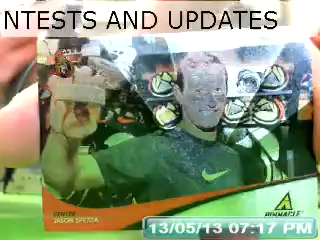 NTESTS AND UPDATES
CENTER
JASON SPEZZA
PINNACLE
13/05/13 07:17 PM